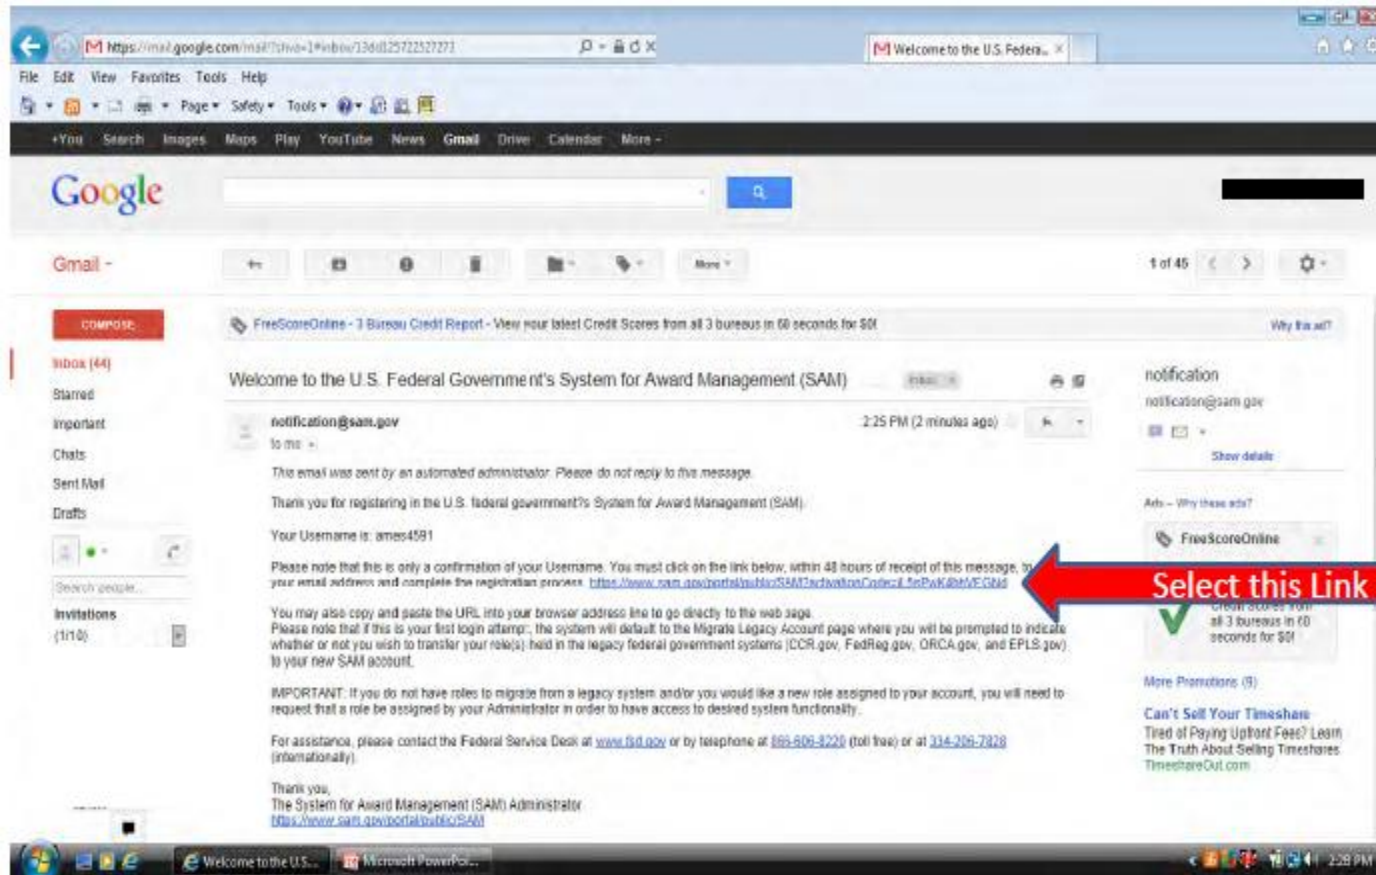 Welcome to the U.S. Federa... ×
File Edit View Favorites Tools Help
Page Safety Tools
+You Search Images Maps Play YouTube News Gmail Drive Calendar More
Google
Gmail
More
1 of 45
COMPOSE
FreeScoreOnline - 3 Bureau Credit Report - View your latest Credit Scores from all 3 bureaus in 60 seconds for $0!
Why this ad?
Inbox (44)
Starred
Important
Chats
Sent Mail
Drafts
Search people...
Invitations
(1/10)
Welcome to the U.S. Federal Government's System for Award Management (SAM)
notification@sam.gov
2:25 PM (2 minutes ago)
to me
This email was sent by an automated administrator. Please do not reply to this message.
Thank you for registering in the U.S. federal government?s System for Award Management (SAM).
Your Username is: ames4591
Please note that this is only a confirmation of your Username. You must click on the link below, within 48 hours of receipt of this message, to
your email address and complete the registration process.
You may also copy and paste the URL into your browser address line to go directly to the web page.
Please note that if this is your first login attempt, the system will default to the Migrate Legacy Account page where you will be prompted to indicate
whether or not you wish to transfer your role(s) held in the legacy federal government systems (CCR.gov, FedReg.gov, ORCA.gov, and EPLS.gov)
to your new SAM account.
IMPORTANT: If you do not have roles to migrate from a legacy system and/or you would like a new role assigned to your account, you will need to
request that a role be assigned by your Administrator in order to have access to desired system functionality.
For assistance, please contact the Federal Service Desk at www.fsd.gov or by telephone at 866-606-8220 (toll free) or at 334-206-7828
(internationally).
Thank you,
The System for Award Management (SAM) Administrator
https://www.sam.gov/portal/public/SAM
notification
notification@sam.gov
Show details
Ads – Why these ads?
FreeScoreOnline
Select this Link
Credit Scores from
all 3 bureaus in 60
seconds for $0!
More Promotions (9)
Can't Sell Your Timeshare
Tired of Paying Upfront Fees? Learn
The Truth About Selling Timeshares
TimeshareOut.com
Welcome to the U.S...
Microsoft PowerPoi...
2:28 PM